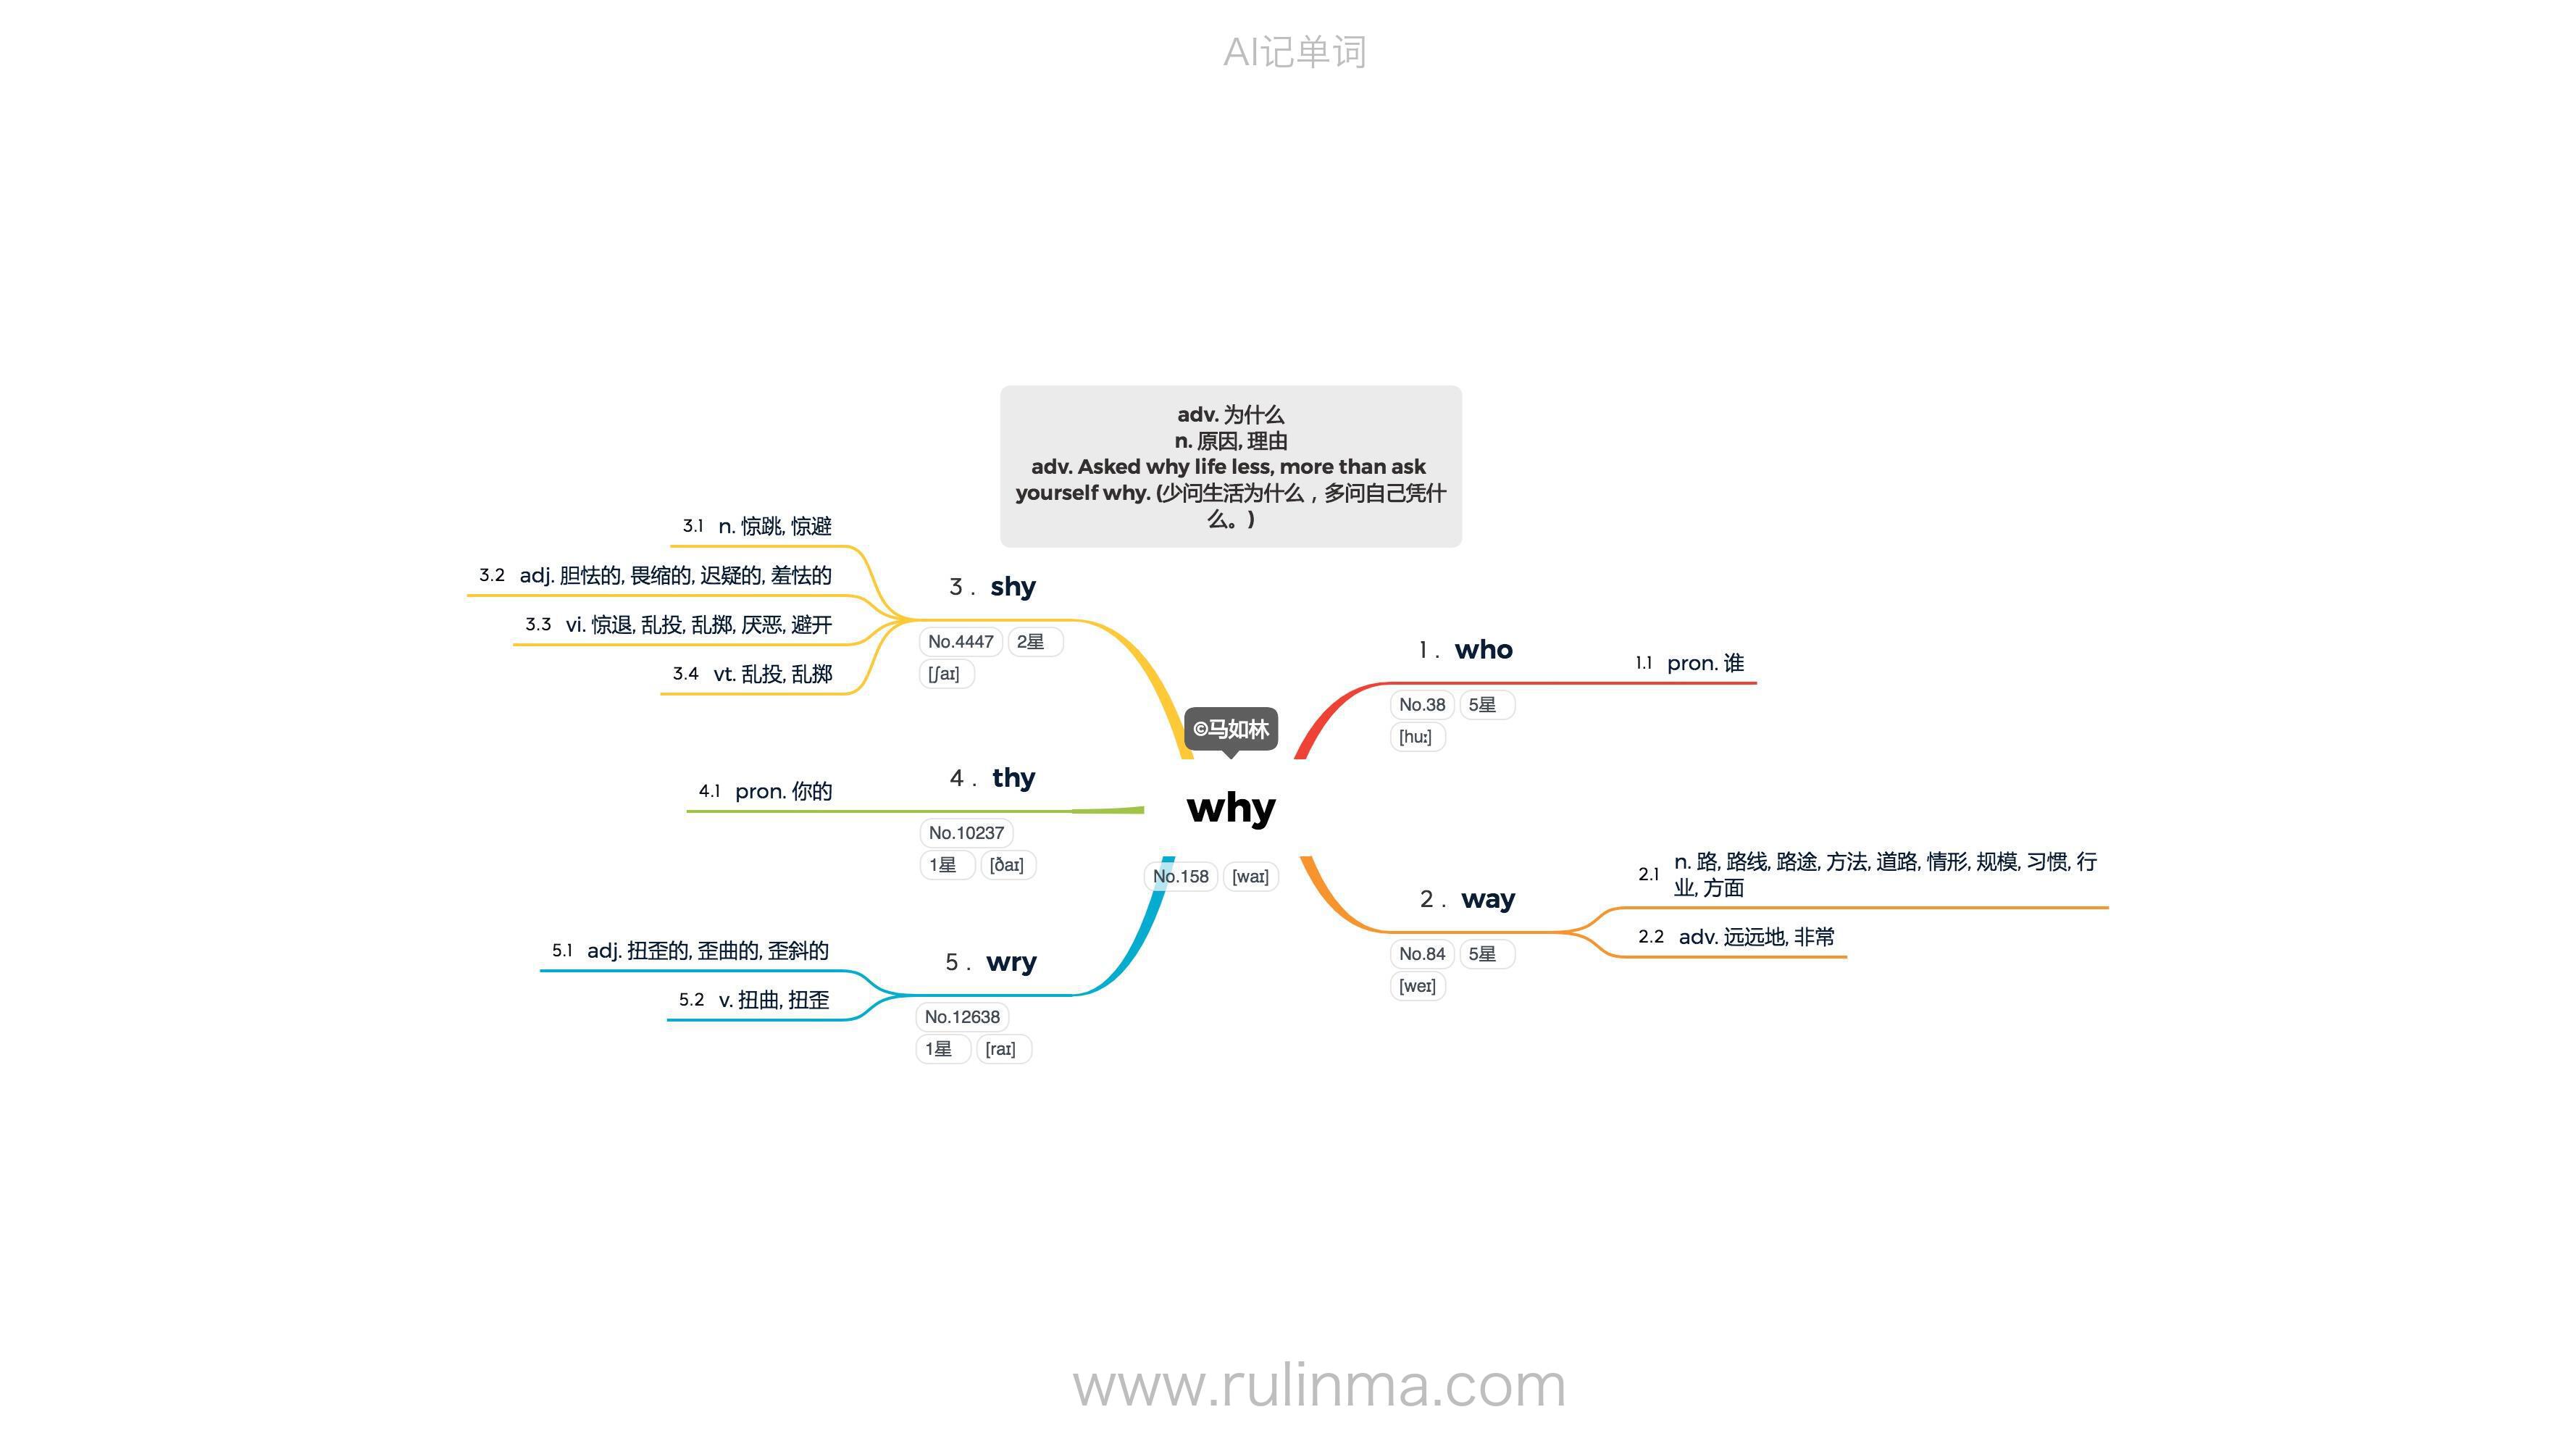 AI记单词
adv. 为什么
n. 原因, 理由
adv. Asked why life less, more than ask
yourself why. (少问生活为什么，多问自己凭什
么。)
©马如林
why
No.158 [waɪ]
1 . who
No.38 5星
[huː]
1.1 pron. 谁
2 . way
No.84 5星
[weɪ]
2.1 n. 路, 路线, 路途, 方法, 道路, 情形, 规模, 习惯, 行
业, 方面
2.2 adv. 远远地, 非常
3 . shy
No.4447 2星
[ʃaɪ]
3.1 n. 惊跳, 惊避
3.2 adj. 胆怯的, 畏缩的, 迟疑的, 羞怯的
3.3 vi. 惊退, 乱投, 乱掷, 厌恶, 避开
3.4 vt. 乱投, 乱掷
4 . thy
No.10237
1星 [ðaɪ]
4.1 pron. 你的
5 . wry
No.12638
1星 [raɪ]
5.1 adj. 扭歪的, 歪曲的, 歪斜的
5.2 v. 扭曲, 扭歪
www.rulinma.com